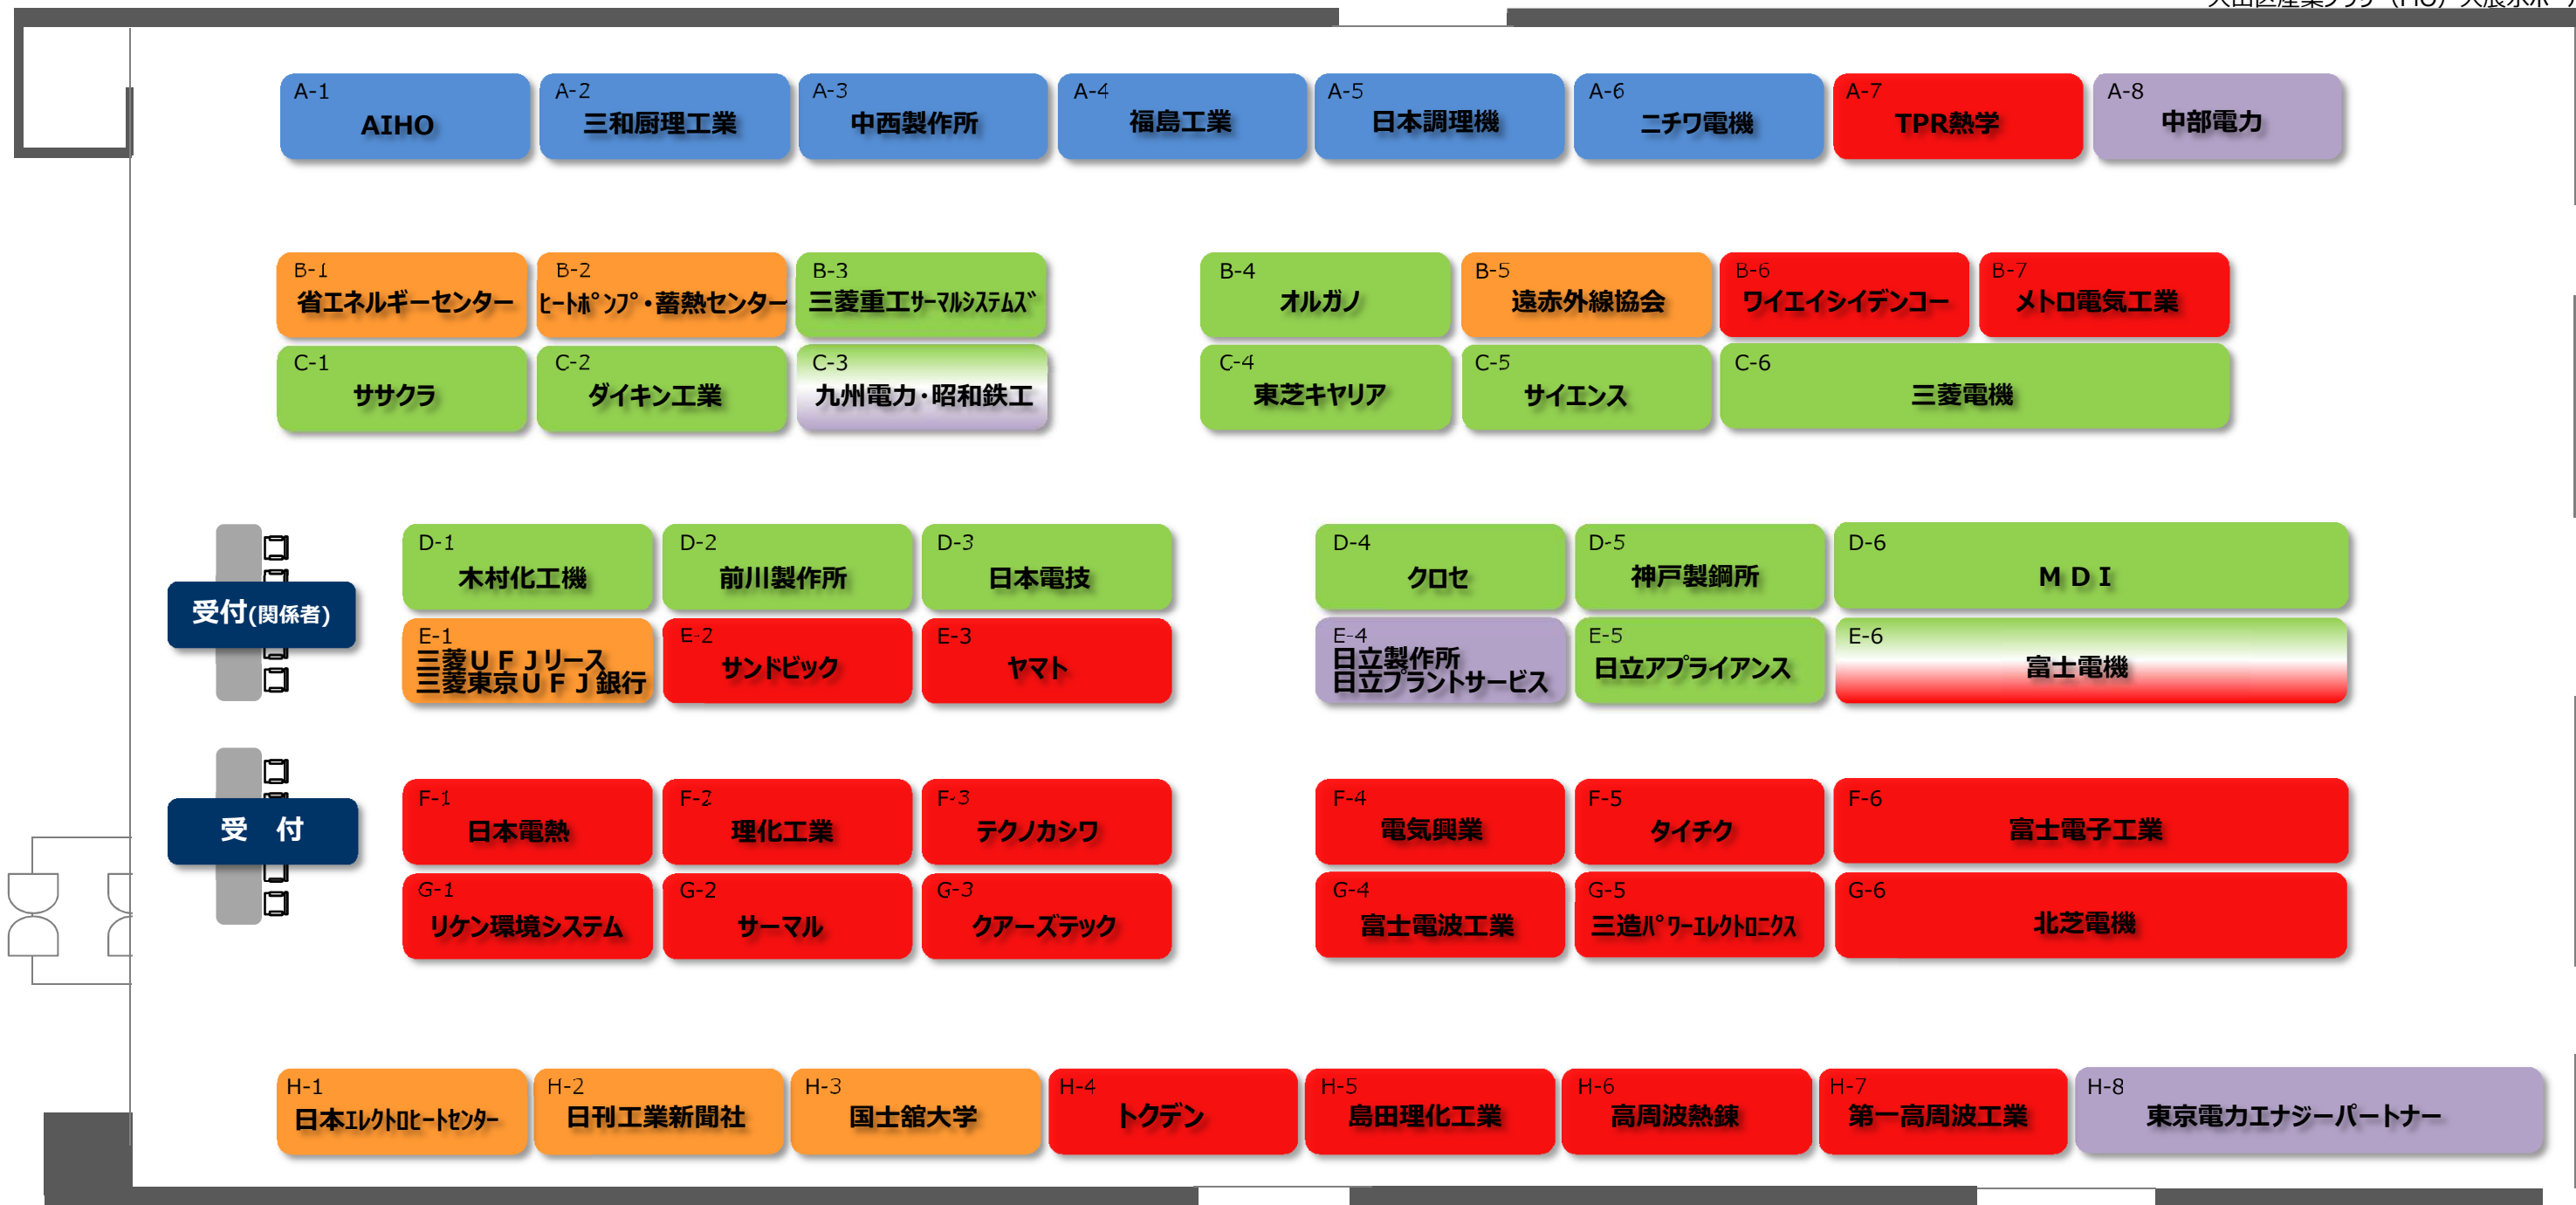 A-1
AIHO
A-2
三和厨理工業
A-3
中西製作所
A-4
福島工業
A-5
日本調理機
A-6
ニチワ電機
A-7
TPR熱学
A-8
中部電力
B-1
省エネルギーセンター
B-2
ﾋｰﾄﾎﾟﾝﾌﾟ・蓄熱センター
B-3
三菱重工ｻｰﾏﾙｼｽﾃﾑｽﾞ
B-4
オルガノ
B-5
遠赤外線協会
B-6
ワイエイシイデンコー
B-7
メトロ電気工業
C-1
ササクラ
C-2
ダイキン工業
C-3
九州電力・昭和鉄工
C-4
東芝キヤリア
C-5
サイエンス
C-6
三菱電機
D-1
木村化工機
D-2
前川製作所
D-3
日本電技
D-4
クロセ
D-5
神戸製鋼所
D-6
ＭＤＩ
受付(関係者)
E-1
三菱ＵＦＪリース
三菱東京ＵＦＪ銀行
E-2
サンドビック
E-3
ヤマト
E-4
日立製作所
日立プラントサービス
E-5
日立アプライアンス
E-6
富士電機
受　付
F-1
日本電熱
F-2
理化工業
F-3
テクノカシワ
F-4
電気興業
F-5
タイチク
F-6
富士電子工業
G-1
リケン環境システム
G-2
サーマル
G-3
クアーズテック
G-4
富士電波工業
G-5
三造ﾊﾟﾜｰｴﾚｸﾄﾛﾆｸｽ
G-6
北芝電機
H-1
日本ｴﾚｸﾄﾛﾋｰﾄｾﾝﾀｰ
H-2
日刊工業新聞社
H-3
国士舘大学
H-4
トクデン
H-5
島田理化工業
H-6
高周波熱錬
H-7
第一高周波工業
H-8
東京電力エナジーパートナー